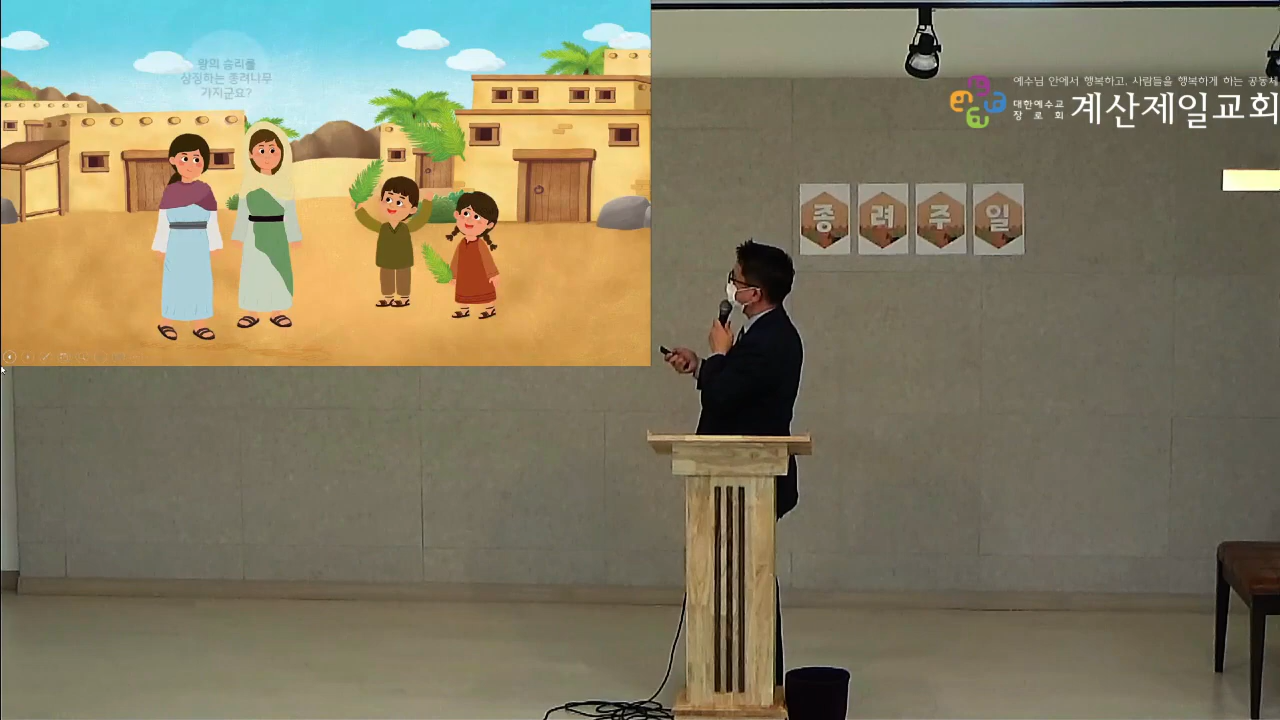 왕의 승리를
상징하는 종려나무
가지군요?
예수님 안에서 행복하고, 사람들을 행복하게 하는 공동체
대한예수교
장로회
계산제일교회
종려주일